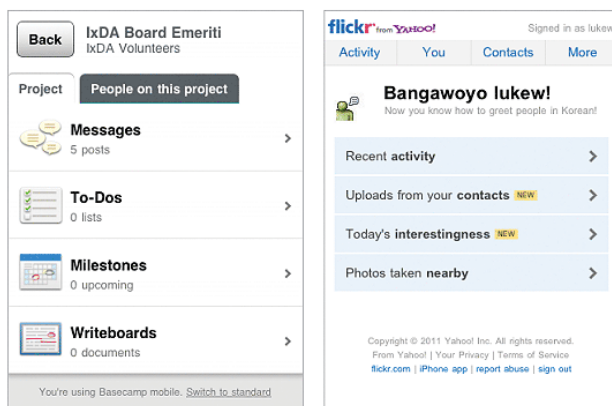 Back
IxDA Board Emeriti
IxDA Volunteers
Project
People on this project
Messages
5 posts
To-Dos
0 lists
Milestones
0 upcoming
Writeboards
0 documents
You're using Basecamp mobile. Switch to standard
flickr from YAHOO!
Signed in as lukew
Activity You Contacts More
Bangawoyo lukew!
Now you know how to greet people in Korean!
Recent activity
Uploads from your contacts NEW
Today's interestingness NEW
Photos taken nearby
Copyright © 2011 Yahoo! Inc. All rights reserved.
From Yahoo! | Your Privacy | Terms of Service
flickr.com | iPhone app | report abuse | sign out